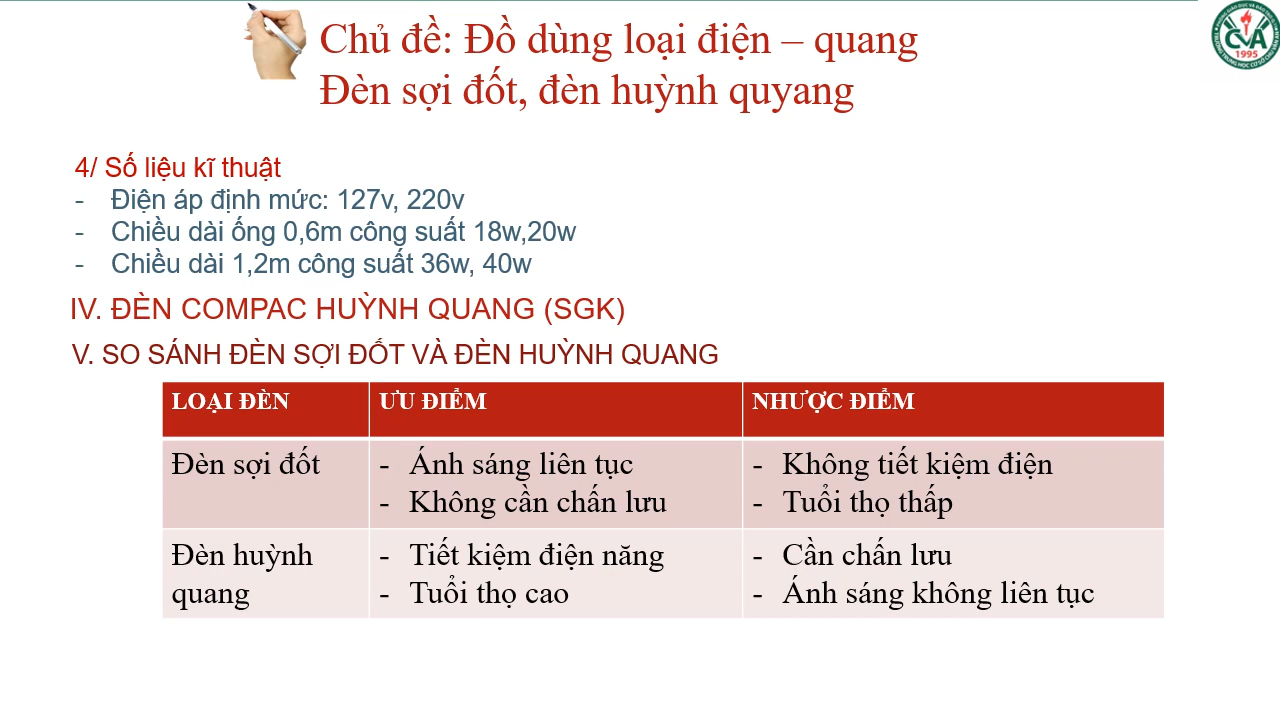 Chủ đề: Đồ dùng loại điện – quang
Đèn sợi đốt, đèn huỳnh quyang
CVA
1995
4/ Số liệu kĩ thuật
- Điện áp định mức: 127v, 220v
- Chiều dài ống 0,6m công suất 18w,20w
- Chiều dài 1,2m công suất 36w, 40w
IV. ĐÈN COMPAC HUỲNH QUANG (SGK)
V. SO SÁNH ĐÈN SỢI ĐỐT VÀ ĐÈN HUỲNH QUANG
LOẠI ĐÈN ƯU ĐIỂM NHƯỢC ĐIỂM
Đèn sợi đốt - Ánh sáng liên tục - Không tiết kiệm điện
- Không cần chấn lưu - Tuổi thọ thấp
Đèn huỳnh - Tiết kiệm điện năng - Cần chấn lưu
quang - Tuổi thọ cao - Ánh sáng không liên tục